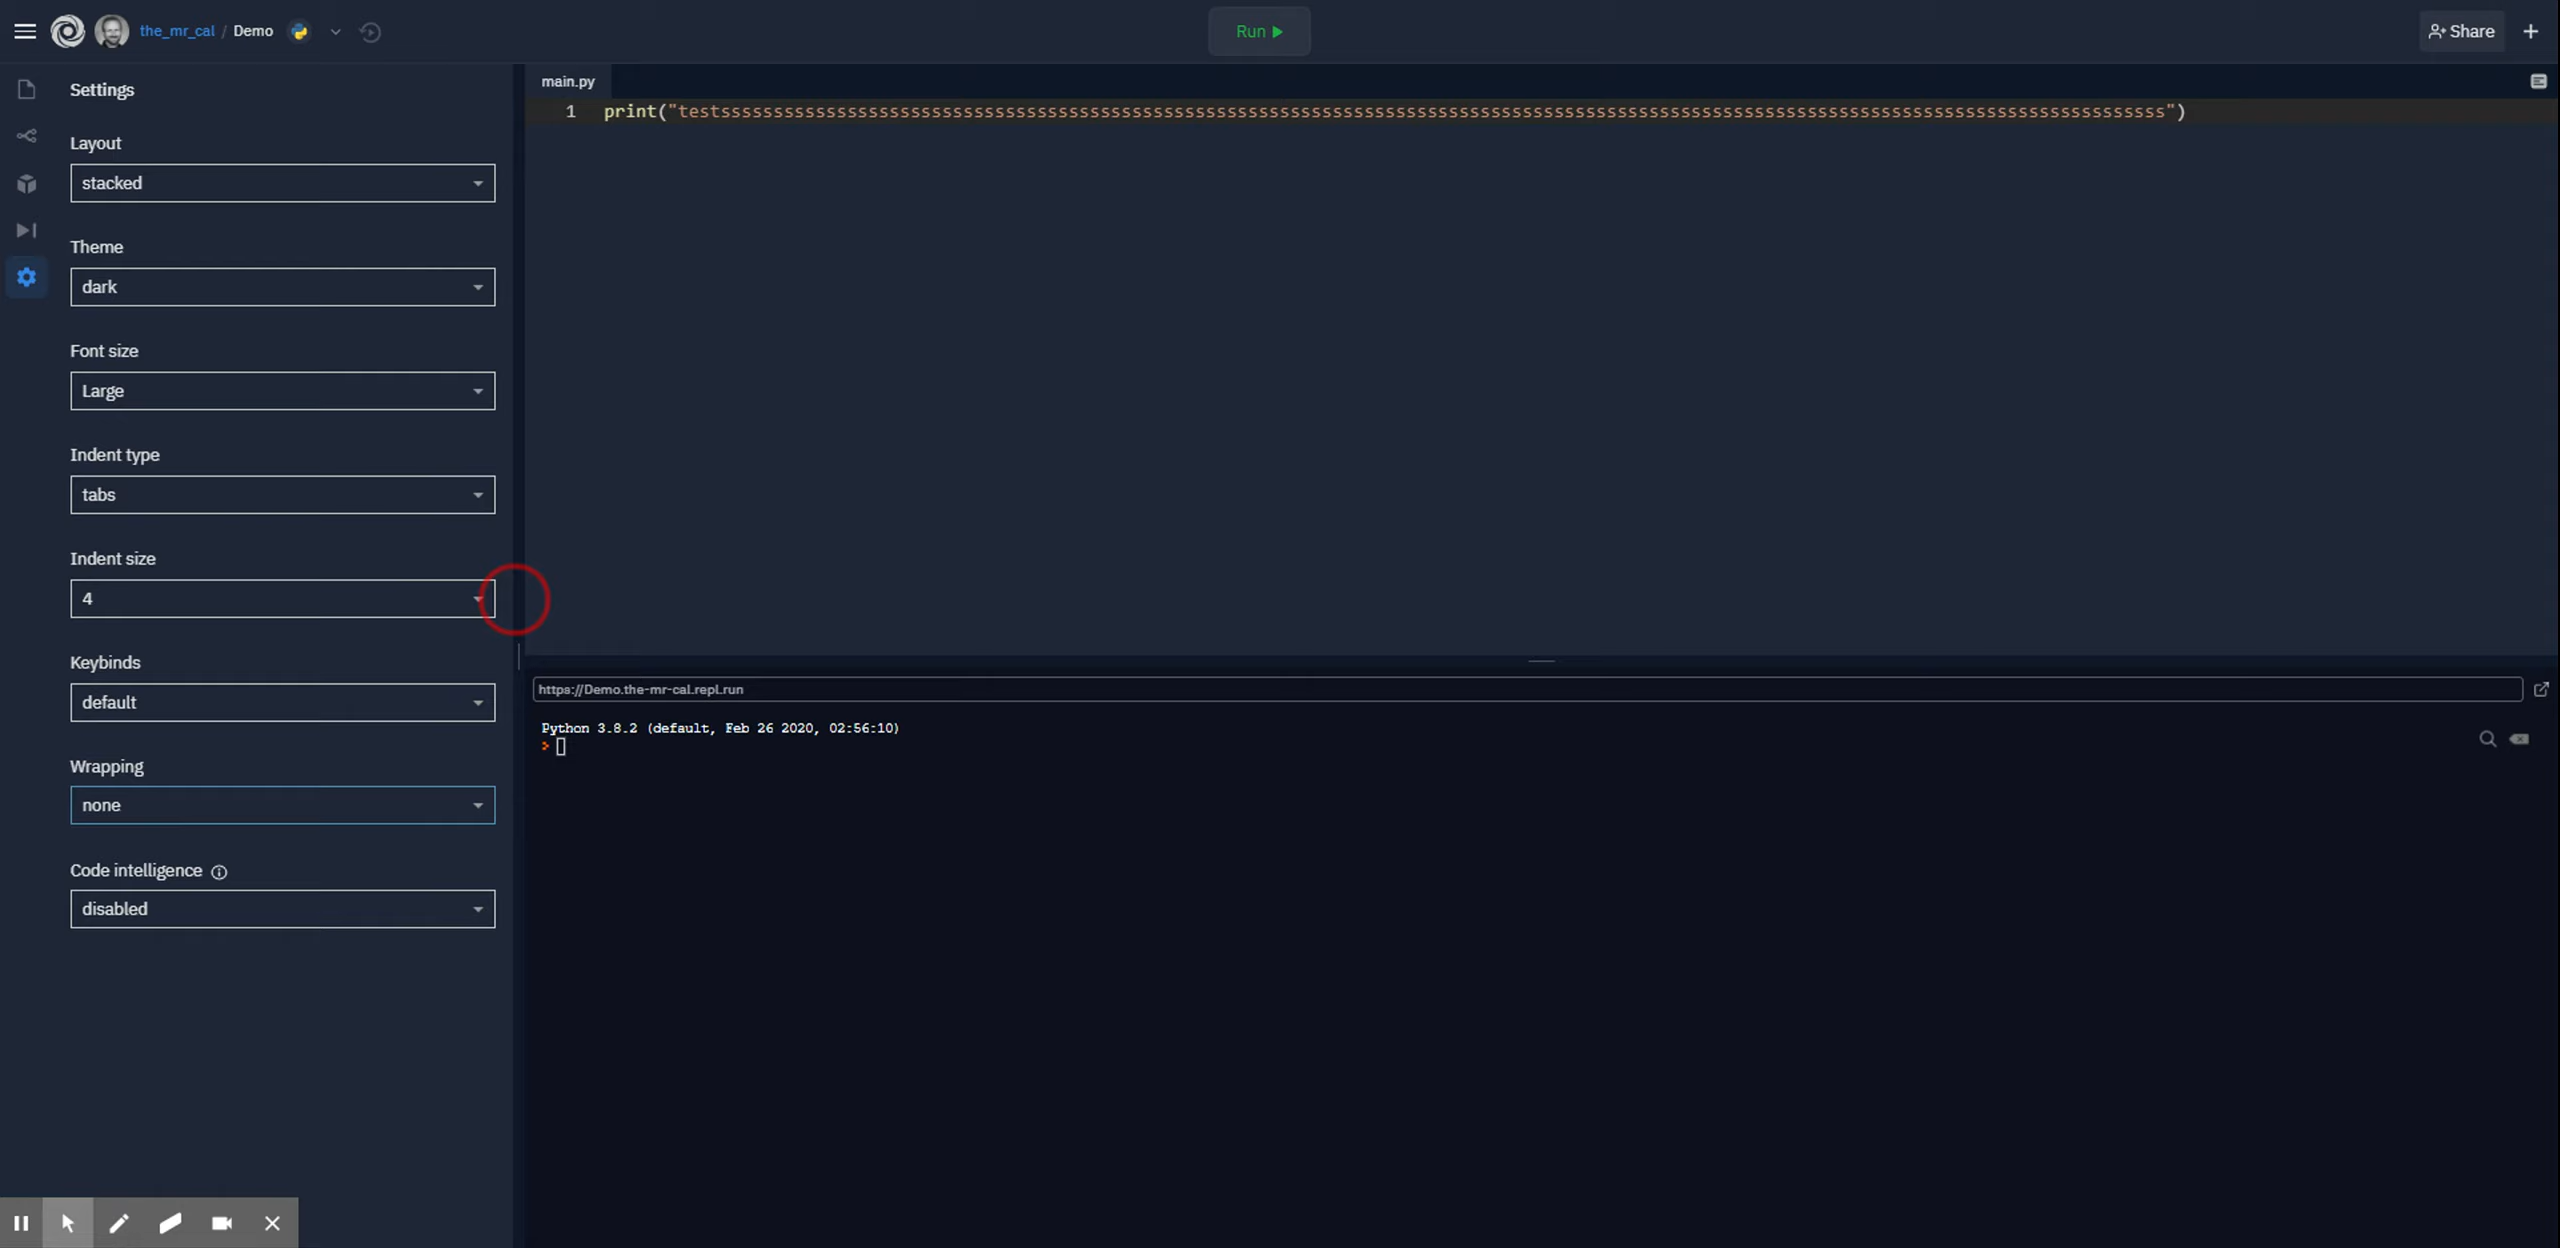 the_mr_cal / Demo
Run
Share
Settings
Layout
stacked
Theme
dark
Font size
Large
Indent type
tabs
Indent size
4
Keybinds
default
Wrapping
none
Code intelligence
disabled
main.py
1 print("testsssssssssssssssssssssssssssssssssssssssssssssssssssssssssssssssssssssssssssssssssssssssssssssssssssssssssssssssssssssssssssssssssssssssss")
https://Demo.the-mr-cal.repl.run
Python 3.8.2 (default, Feb 26 2020, 02:56:10)
>